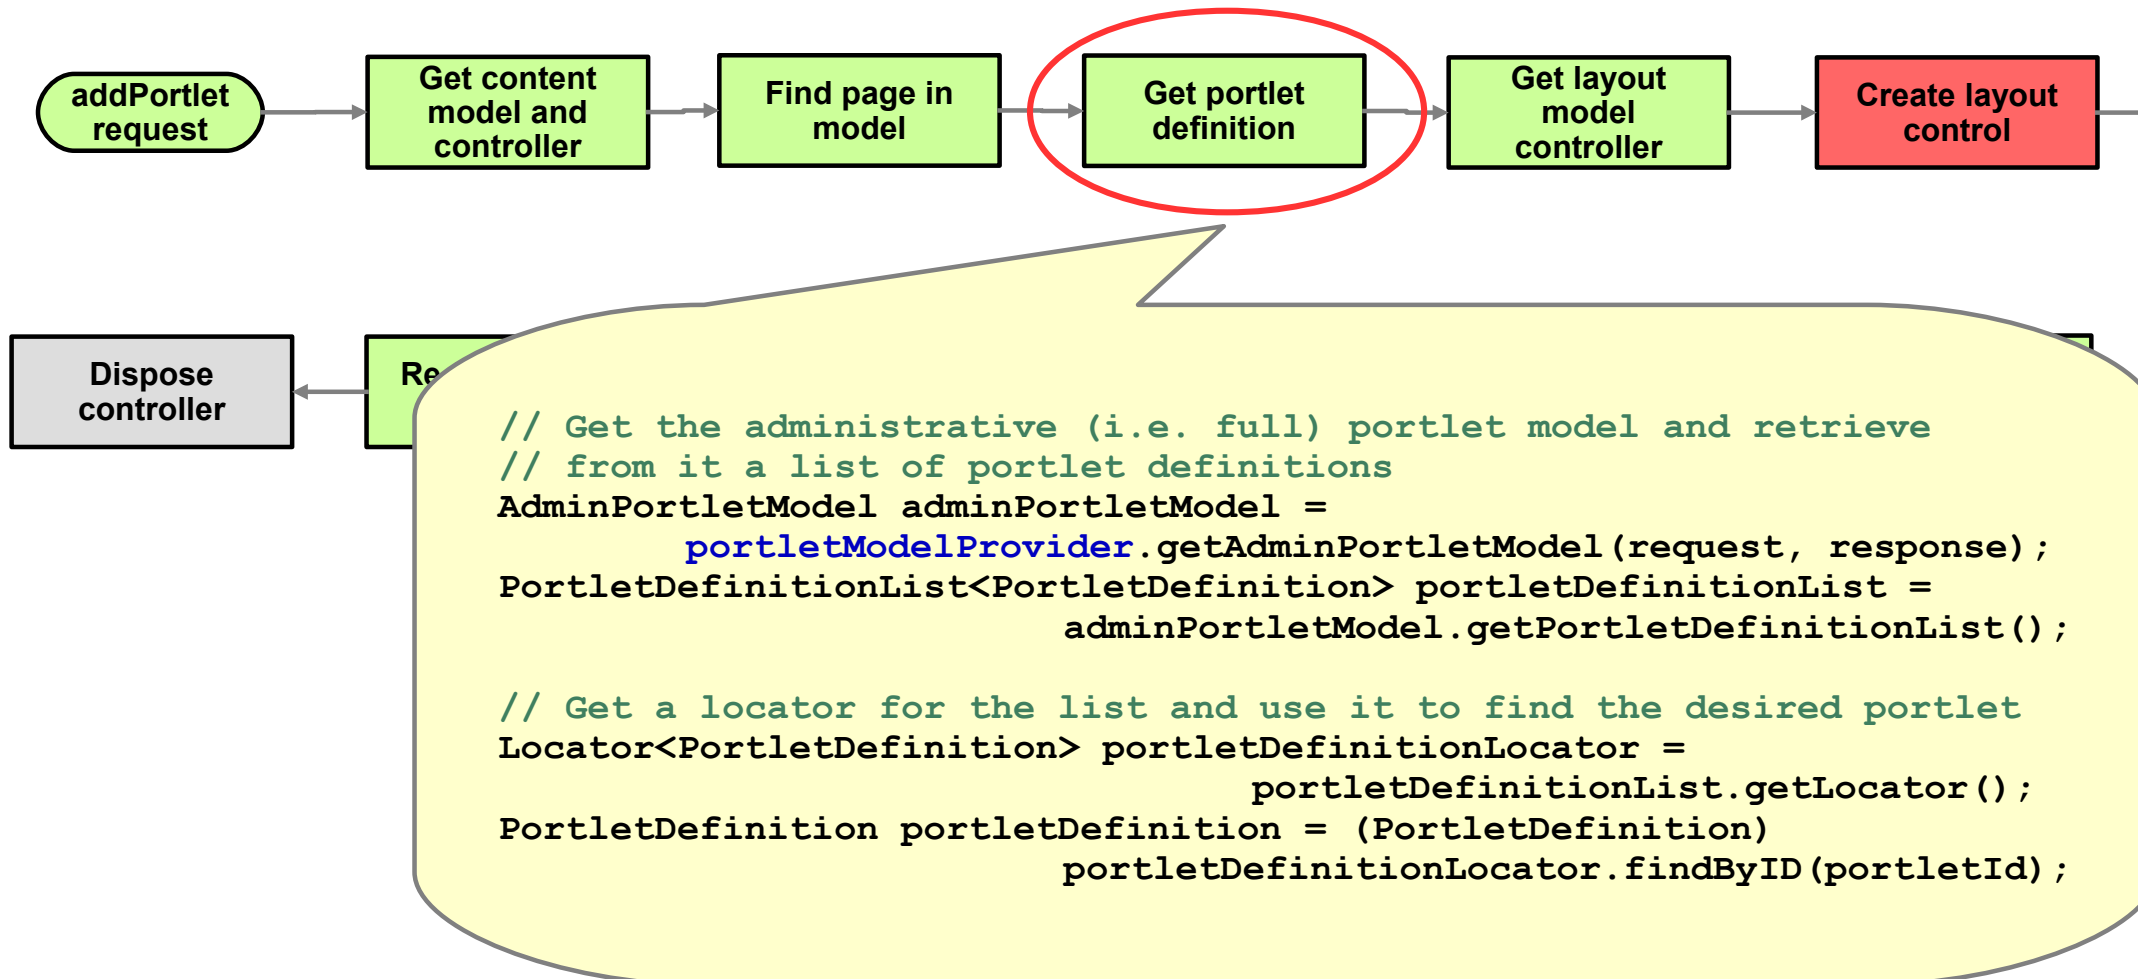 addPortlet
request
Get content
model and
controller
Find page in
model
Get portlet
definition
Get layout
model
controller
Create layout
control
Dispose
controller
// Get the administrative (i.e. full) portlet model and retrieve
// from it a list of portlet definitions
AdminPortletModel adminPortletModel =
portletModelProvider.getAdminPortletModel(request, response);
PortletDefinitionList<PortletDefinition> portletDefinitionList =
adminPortletModel.getPortletDefinitionList();
// Get a locator for the list and use it to find the desired portlet
Locator<PortletDefinition> portletDefinitionLocator =
portletDefinitionList.getLocator();
PortletDefinition portletDefinition = (PortletDefinition)
portletDefinitionLocator.findByID(portletId);